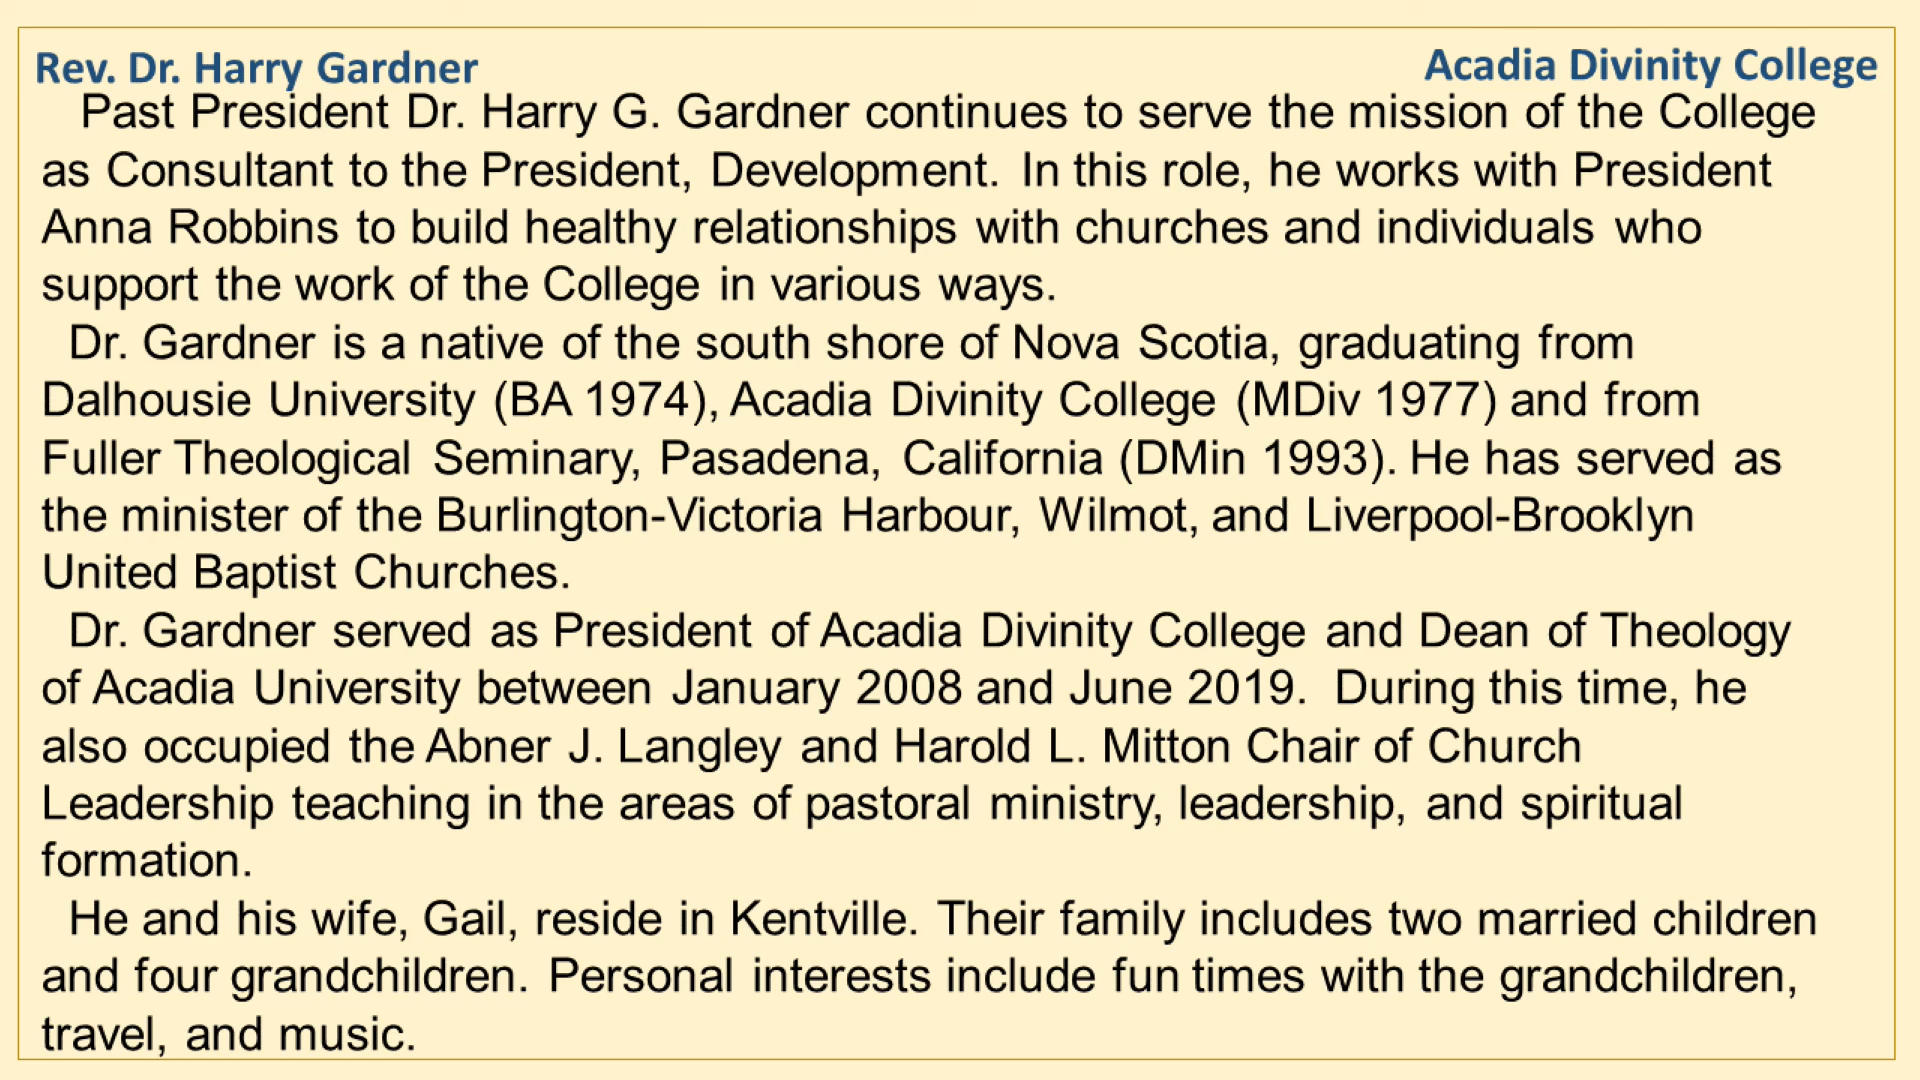 Rev. Dr. Harry Gardner
Acadia Divinity College
Past President Dr. Harry G. Gardner continues to serve the mission of the College
as Consultant to the President, Development. In this role, he works with President
Anna Robbins to build healthy relationships with churches and individuals who
support the work of the College in various ways.
Dr. Gardner is a native of the south shore of Nova Scotia, graduating from
Dalhousie University (BA 1974), Acadia Divinity College (MDiv 1977) and from
Fuller Theological Seminary, Pasadena, California (DMin 1993). He has served as
the minister of the Burlington-Victoria Harbour, Wilmot, and Liverpool-Brooklyn
United Baptist Churches.
Dr. Gardner served as President of Acadia Divinity College and Dean of Theology
of Acadia University between January 2008 and June 2019. During this time, he
also occupied the Abner J. Langley and Harold L. Mitton Chair of Church
Leadership teaching in the areas of pastoral ministry, leadership, and spiritual
formation.
He and his wife, Gail, reside in Kentville. Their family includes two married children
and four grandchildren. Personal interests include fun times with the grandchildren,
travel, and music.